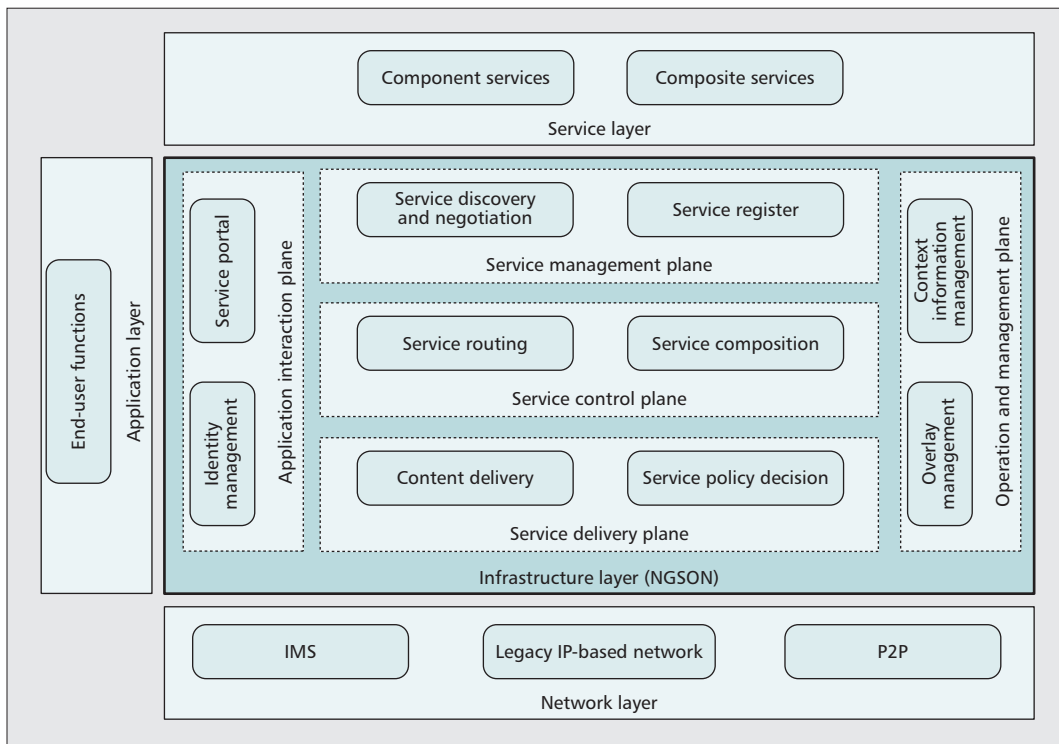 Component services
Composite services
Service layer
End-user functions
Application layer
Service portal
Identity
management
Application interaction plane
Service discovery
and negotiation
Service register
Service management plane
Service routing
Service composition
Service control plane
Content delivery
Service policy decision
Service delivery plane
Context
information
management
Overlay
management
Operation and management plane
Infrastructure layer (NGSON)
IMS
Legacy IP-based network
P2P
Network layer